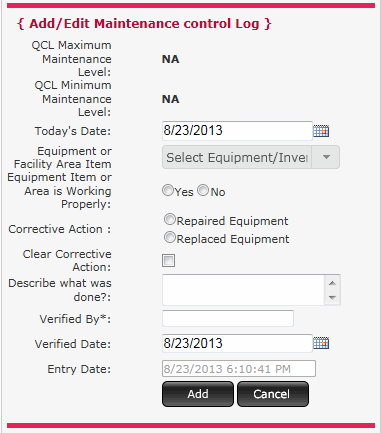 { Add/Edit Maintenance control Log }
QCL Maximum
Maintenance NA
Level:
QCL Minimum
Maintenance NA
Level:
Today's Date: 8/23/2013
Equipment or
Facility Area Item Select Equipment/Inver
Equipment Item or
Area is Working Yes No
Properly:
Repaired Equipment
Corrective Action :
Replaced Equipment
Clear Corrective
Action:
Describe what was
done?:
Verified By*:
Verified Date: 8/23/2013
Entry Date: 8/23/2013 6:10:41 PM
Add Cancel